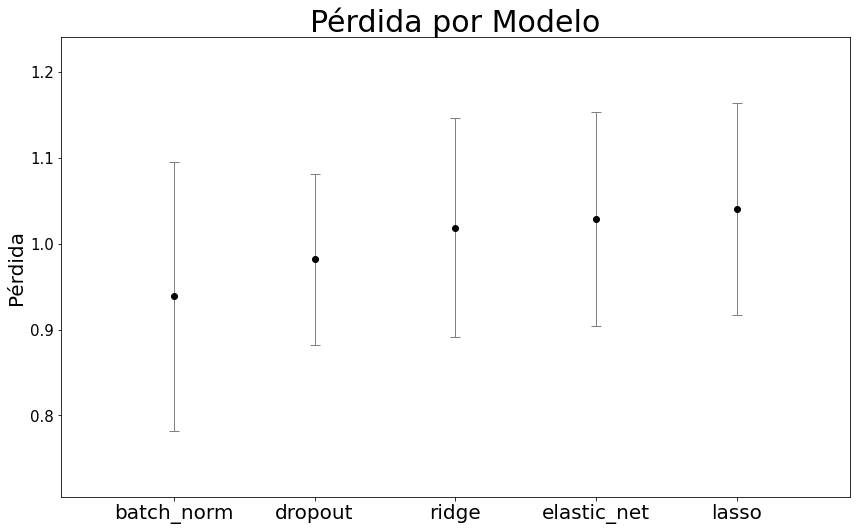 Pérdida por Modelo
Pérdida
1.2
1.1
1.0
0.9
0.8
batch_norm
dropout
ridge
elastic_net
lasso